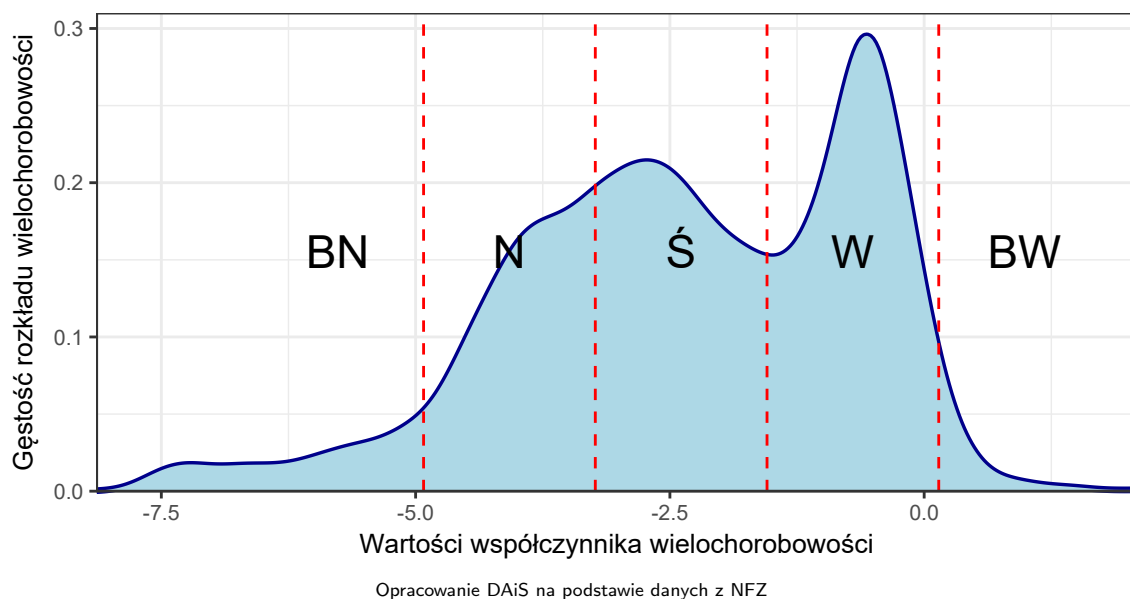 Gęstość rozkładu wielochorobowości
0.3
0.2
0.1
0.0
BN N Ś W BW
-7.5 -5.0 -2.5 0.0
Wartości współczynnika wielochorobowości
Opracowanie DAiS na podstawie danych z NFZ